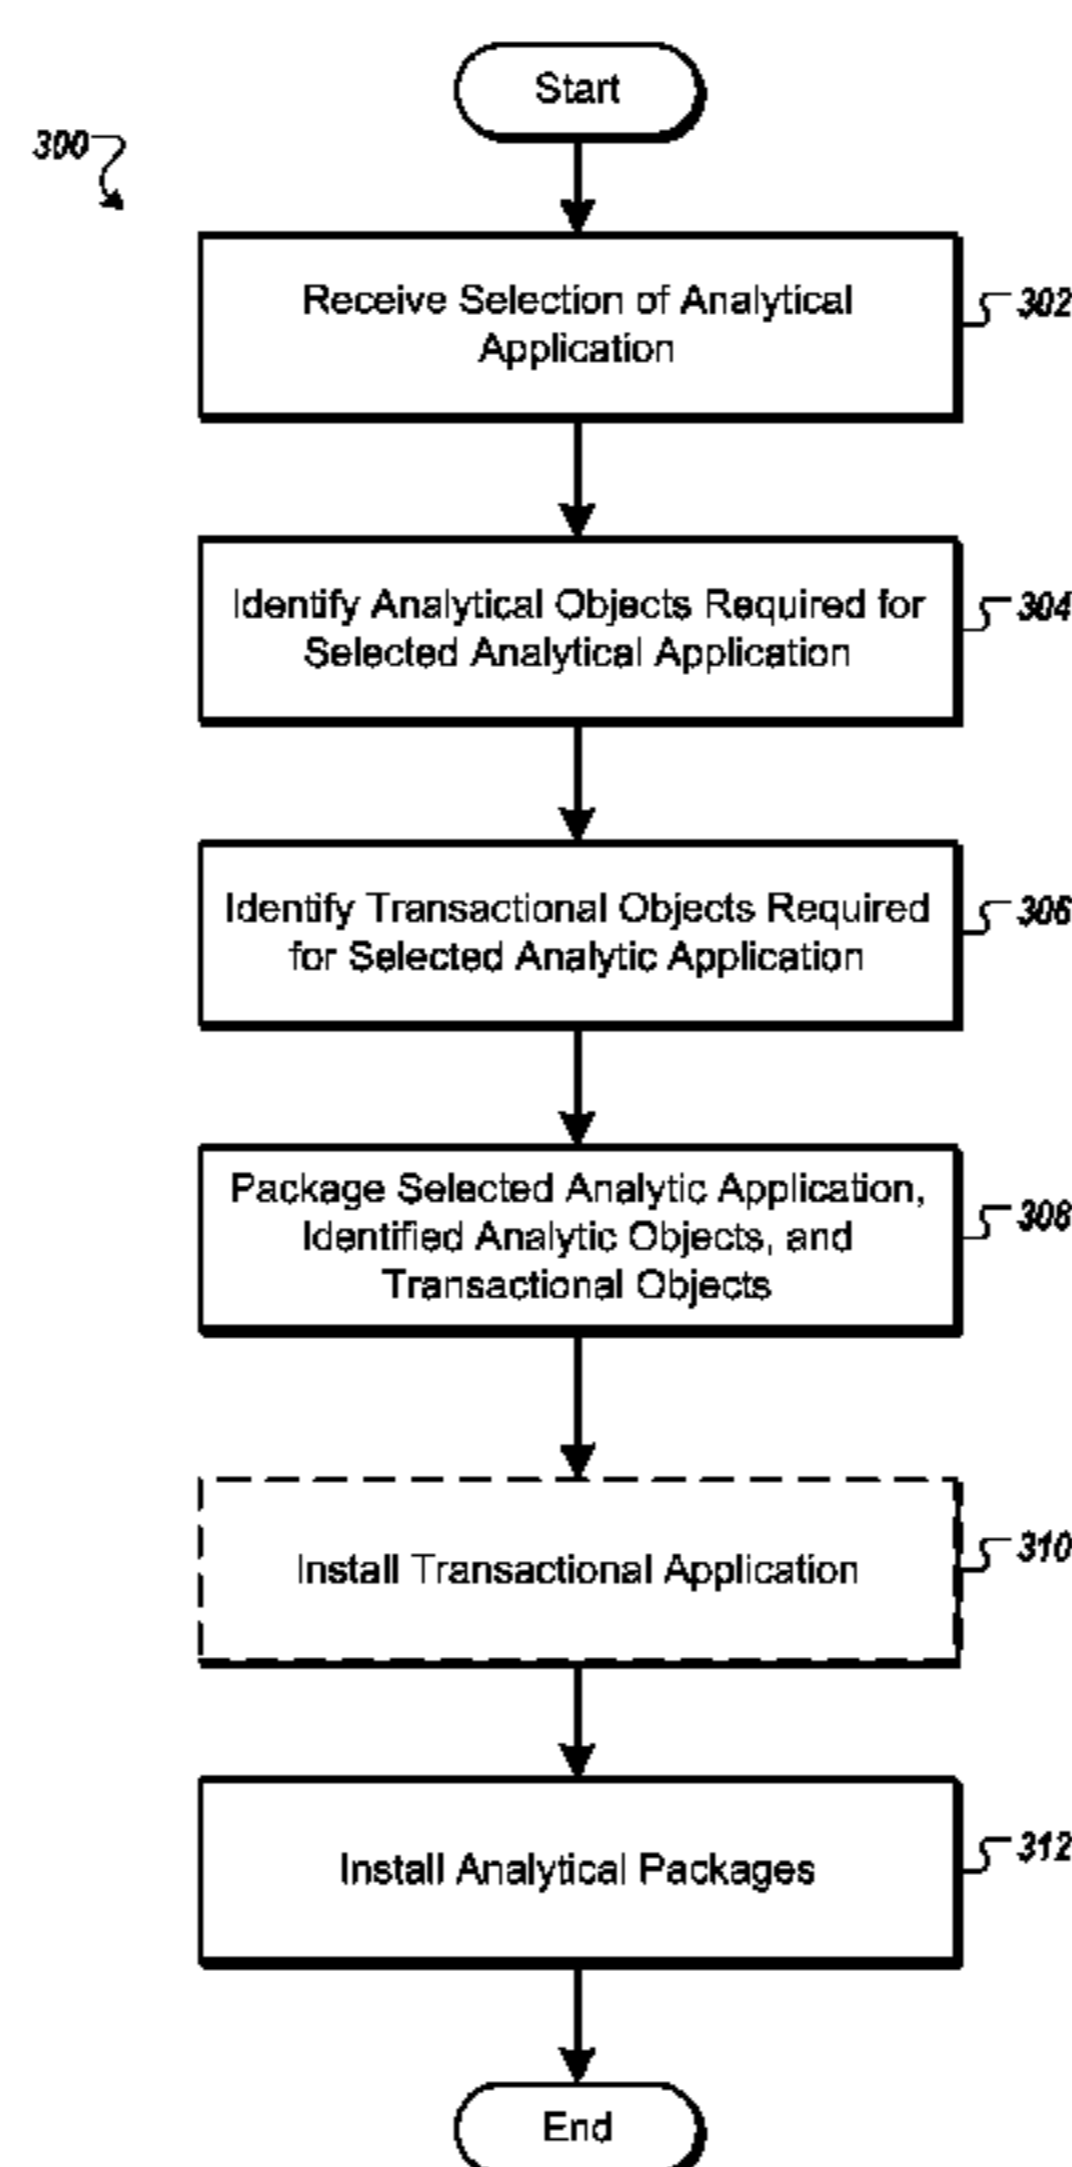 Start
300
Receive Selection of Analytical
Application
302
Identify Analytical Objects Required for
Selected Analytical Application
304
Identify Transactional Objects Required
for Selected Analytic Application
306
Package Selected Analytic Application,
Identified Analytic Objects, and
Transactional Objects
308
Install Transactional Application
310
Install Analytical Packages
312
End